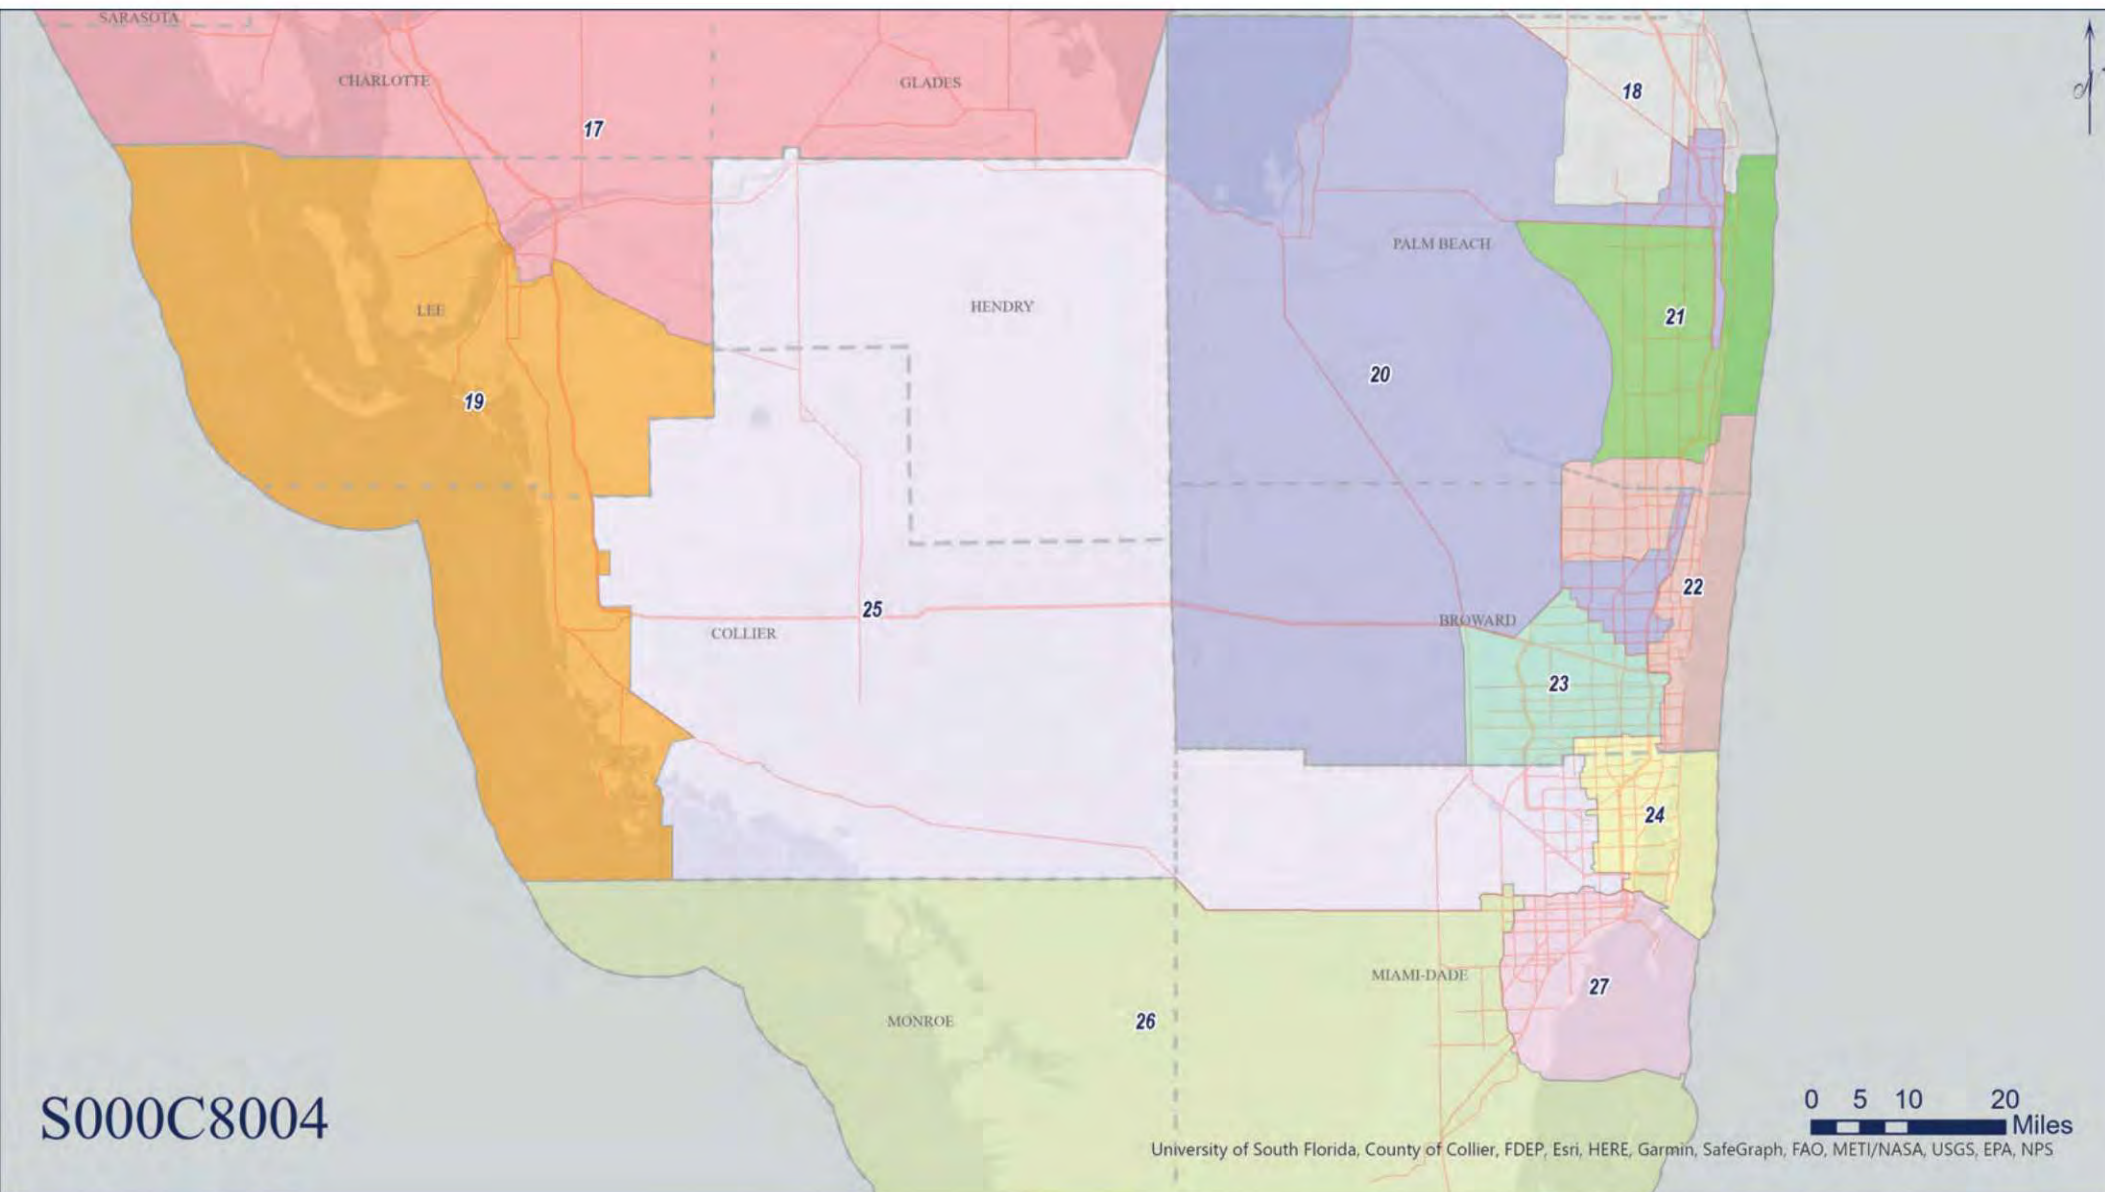 SARASOTA
CHARLOTTE
GLADES
18
17
PALM BEACH
HENDRY
LEE
21
20
19
22
25
BROWARD
COLLIER
23
24
MIAMI-DADE
27
MONROE
26
S000C8004
0 5 10 20
Miles
University of South Florida, County of Collier, FDEP, Esri, HERE, Garmin, SafeGraph, FAO, METI/NASA, USGS, EPA, NPS